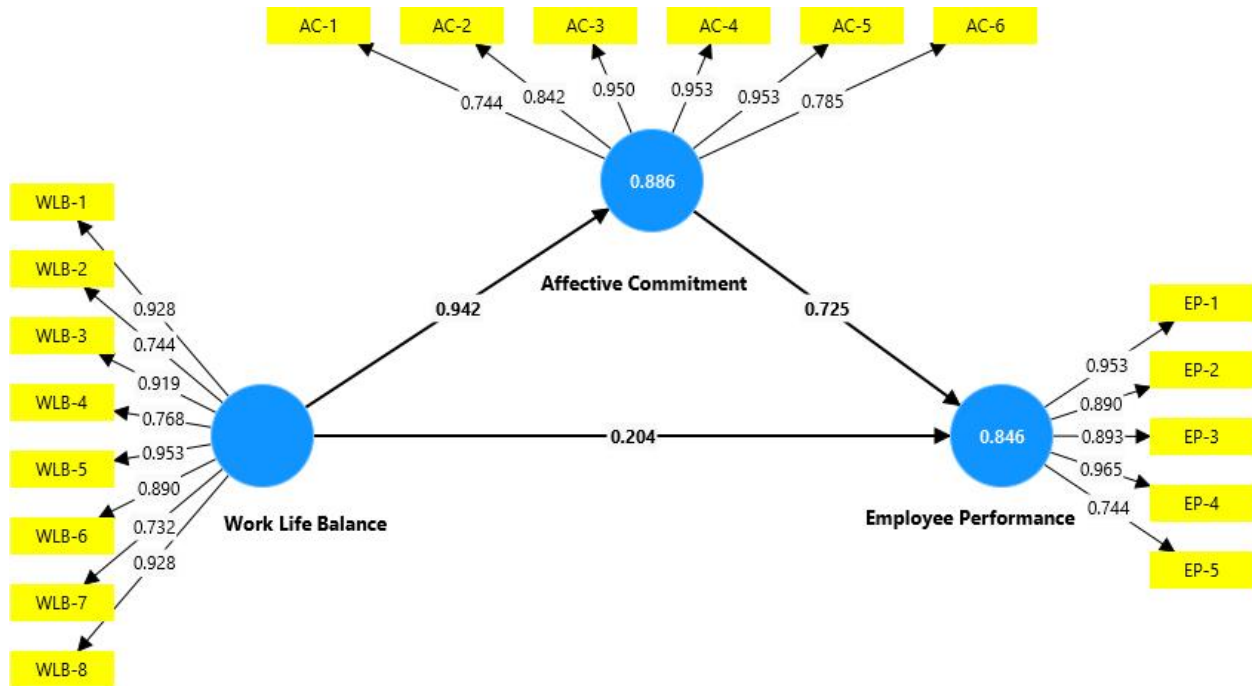 AC-1 AC-2 AC-3 AC-4 AC-5 AC-6
0.744 0.842 0.950 0.953 0.953 0.785
0.886
Affective Commitment
WLB-1
WLB-2
WLB-3
WLB-4
WLB-5
WLB-6
WLB-7
WLB-8
0.928
0.744
0.919
0.768
0.953
0.890
0.732
0.928
Work Life Balance
0.942
0.725
0.204
0.846
Employee Performance
0.953
0.890
0.893
0.965
0.744
EP-1
EP-2
EP-3
EP-4
EP-5